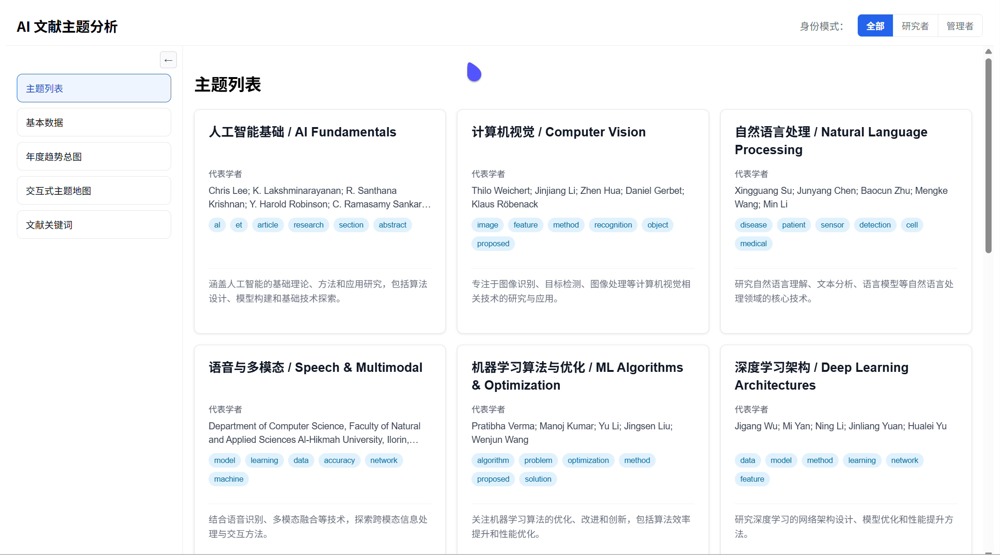 AI 文献主题分析
身份模式：
全部
研究者
管理者
←
主题列表
基本数据
年度趋势总图
交互式主题地图
文献关键词
主题列表
人工智能基础 / AI Fundamentals
代表学者
Chris Lee; K. Lakshminarayanan; R. Santhana
Krishnan; Y. Harold Robinson; C. Ramasamy Sankar…
al et article research section abstract
涵盖人工智能的基础理论、方法和应用研究，包括算法
设计、模型构建和基础技术探索。
计算机视觉 / Computer Vision
代表学者
Thilo Weichert; Jinjiang Li; Zhen Hua; Daniel Gerbet;
Klaus Röbenack
image feature method recognition object
proposed
专注于图像识别、目标检测、图像处理等计算机视觉相
关技术的研究与应用。
自然语言处理 / Natural Language
Processing
代表学者
Xingguang Su; Junyang Chen; Baocun Zhu; Mengke
Wang; Min Li
disease patient sensor detection cell
medical
研究自然语言理解、文本分析、语言模型等自然语言处
理领域的核心技术。
语音与多模态 / Speech & Multimodal
代表学者
Department of Computer Science, Faculty of Natural
and Applied Sciences Al-Hikmah University, Ilorin,…
model learning data accuracy network
machine
结合语音识别、多模态融合等技术，探索跨模态信息处
理与交互方法。
机器学习算法与优化 / ML Algorithms
& Optimization
代表学者
Pratibha Verma; Manoj Kumar; Yu Li; Jingsen Liu;
Wenjun Wang
algorithm problem optimization method
proposed solution
关注机器学习算法的优化、改进和创新，包括算法效率
提升和性能优化。
深度学习架构 / Deep Learning
Architectures
代表学者
Jigang Wu; Mi Yan; Ning Li; Jinliang Yuan; Hualei Yu
data model method learning network
feature
研究深度学习的网络架构设计、模型优化和性能提升方
法。